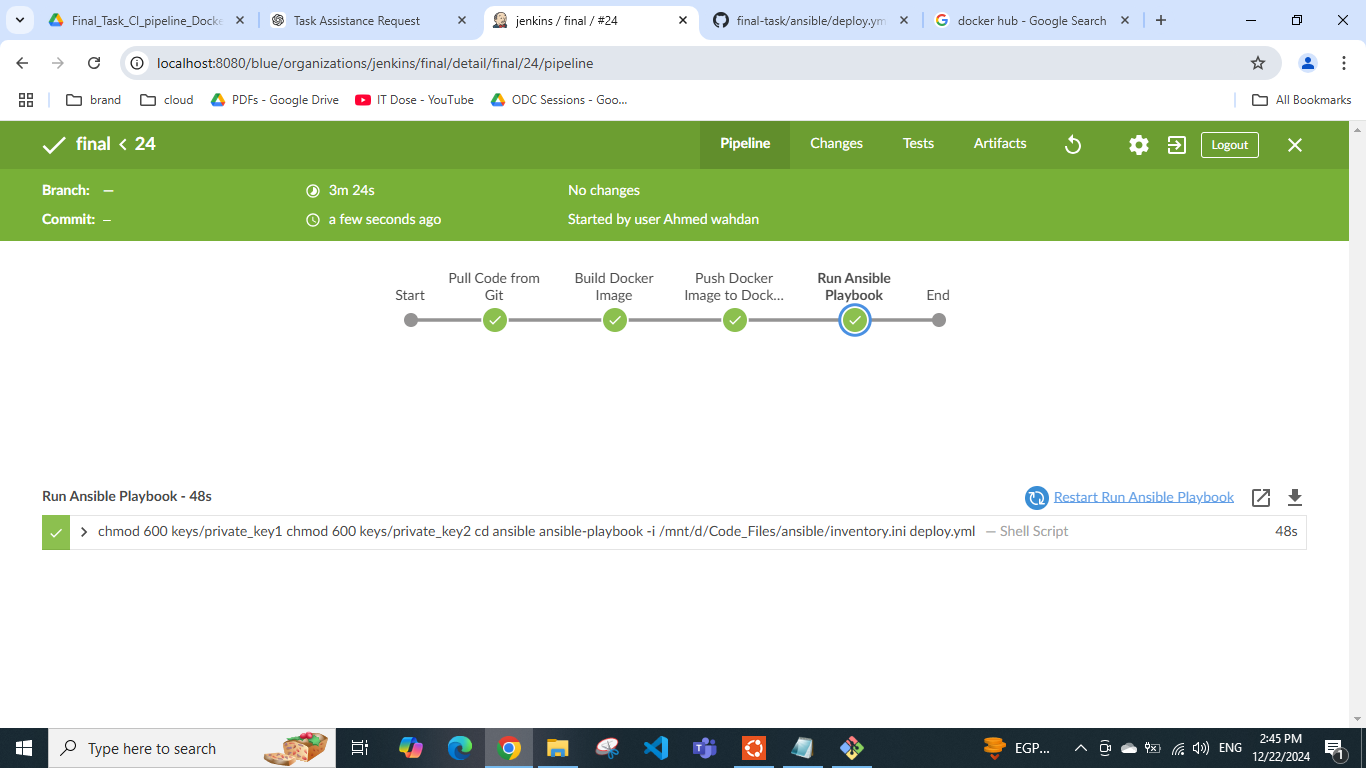 Final_Task_CI_pipeline_Docke
Task Assistance Request
jenkins / final / #24
final-task/ansible/deploy.ym
docker hub - Google Search
localhost:8080/blue/organizations/jenkins/final/detail/final/24/pipeline
brand
cloud
PDFs - Google Drive
IT Dose - YouTube
ODC Sessions - Goo...
All Bookmarks
final < 24
Pipeline
Changes
Tests
Artifacts
Logout
Branch: —
3m 24s
No changes
Commit: –
a few seconds ago
Started by user Ahmed wahdan
Start
Pull Code from
Git
Build Docker
Image
Push Docker
Image to Dock...
Run Ansible
Playbook
End
Run Ansible Playbook - 48s
Restart Run Ansible Playbook
chmod 600 keys/private_key1 chmod 600 keys/private_key2 cd ansible ansible-playbook -i /mnt/d/Code_Files/ansible/inventory.ini deploy.yml — Shell Script
48s
Type here to search
EGP...
ENG
2:45 PM
12/22/2024
1